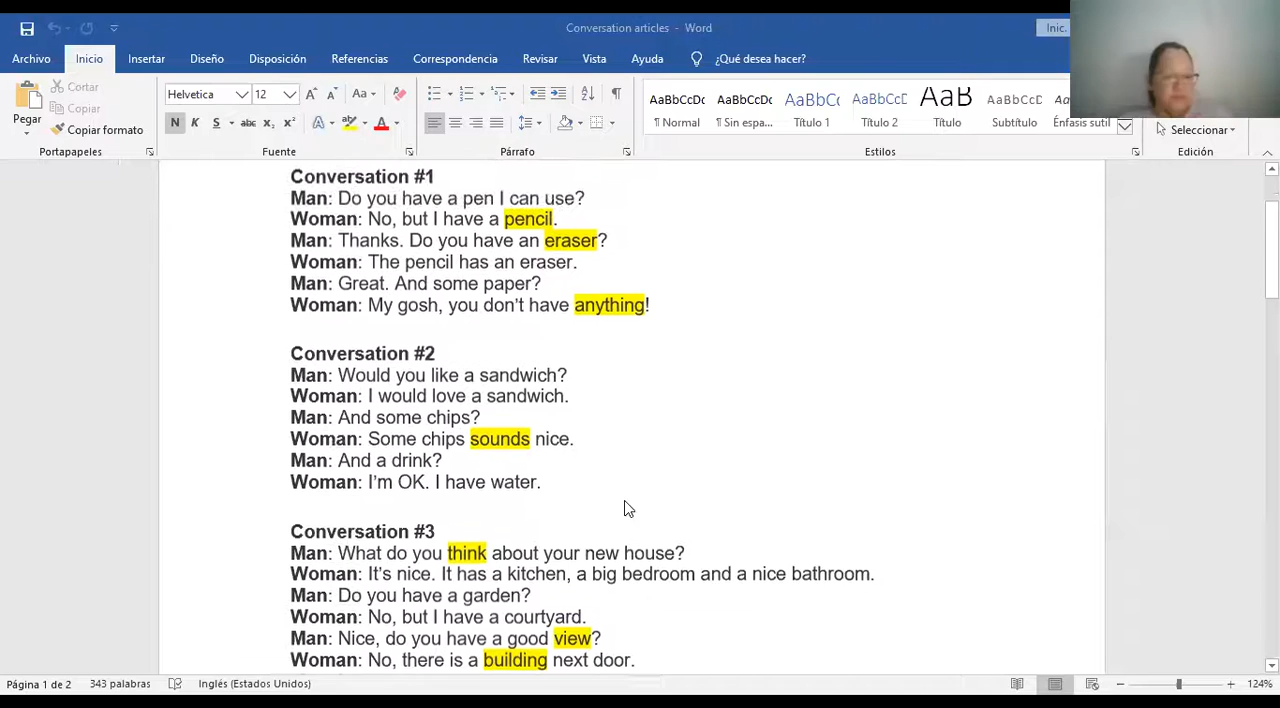 Conversation articles - Word
Inic.
Archivo Inicio Insertar Diseño Disposición Referencias Correspondencia Revisar Vista Ayuda ¿Qué desea hacer?
Pegar
Cortar
Copiar
Copiar formato
Portapapeles
Helvetica 12
N K S abc x₂ x²
Fuente
Párrafo
AaBbCcDc AaBbCcDc AaBbC AaBbCcD AaB AaBbCcD
¶ Normal ¶ Sin espa... Título 1 Título 2 Título Subtítulo Énfasis sutil
Estilos
Seleccionar
Edición
Conversation #1
Man: Do you have a pen I can use?
Woman: No, but I have a pencil.
Man: Thanks. Do you have an eraser?
Woman: The pencil has an eraser.
Man: Great. And some paper?
Woman: My gosh, you don't have anything!
Conversation #2
Man: Would you like a sandwich?
Woman: I would love a sandwich.
Man: And some chips?
Woman: Some chips sounds nice.
Man: And a drink?
Woman: I'm OK. I have water.
Conversation #3
Man: What do you think about your new house?
Woman: It's nice. It has a kitchen, a big bedroom and a nice bathroom.
Man: Do you have a garden?
Woman: No, but I have a courtyard.
Man: Nice, do you have a good view?
Woman: No, there is a building next door.
Página 1 de 2 343 palabras Inglés (Estados Unidos) 124%